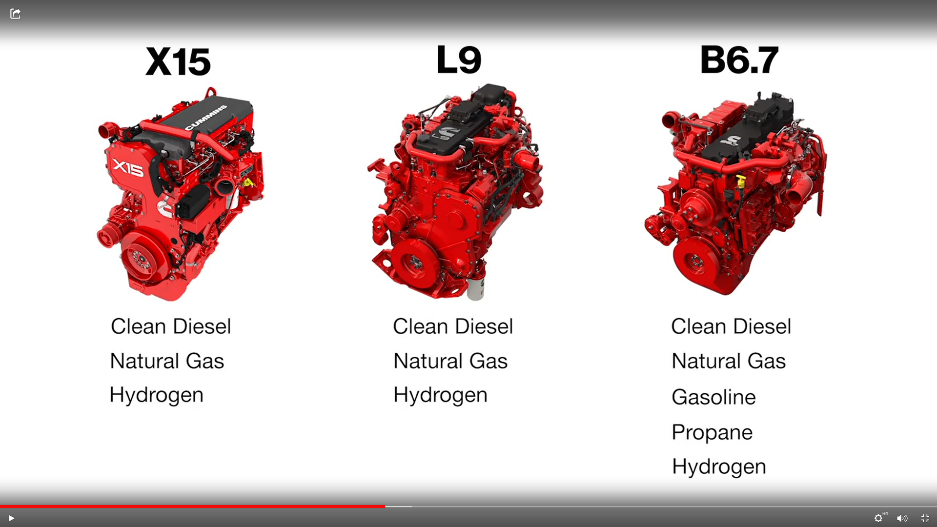 X15
L9
B6.7
CUMMINS
X15
Clean Diesel
Natural Gas
Hydrogen
Clean Diesel
Natural Gas
Hydrogen
Clean Diesel
Natural Gas
Gasoline
Propane
Hydrogen